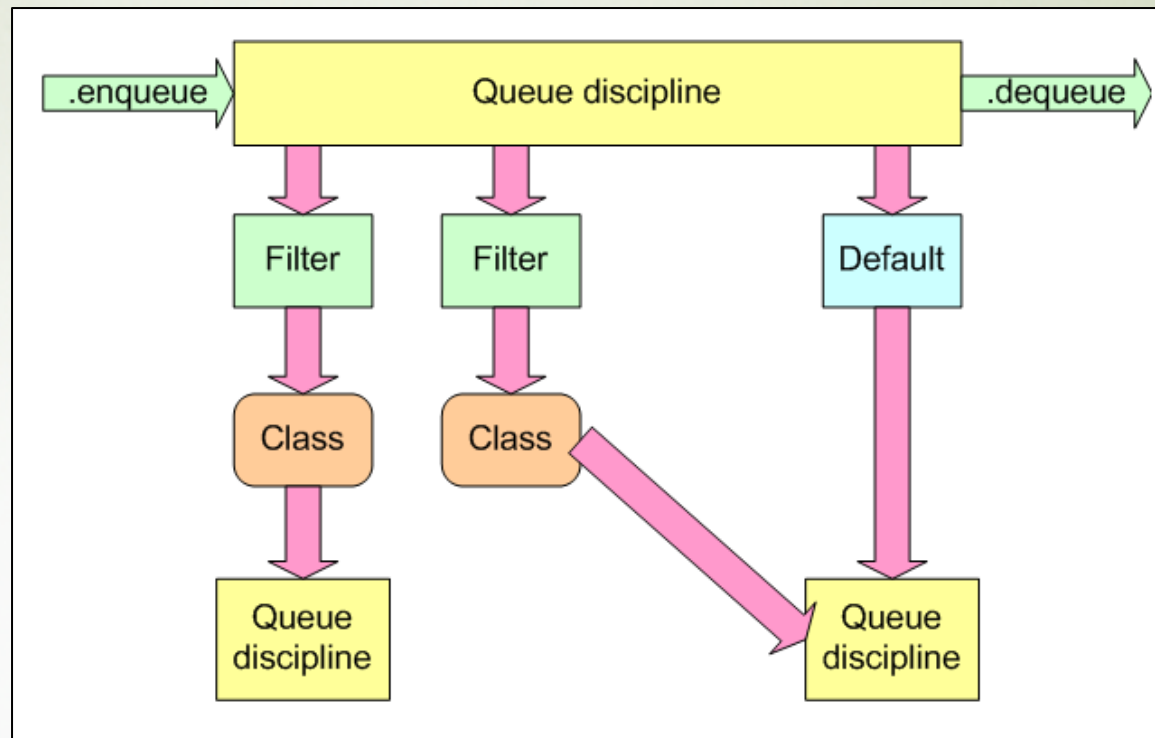 .enqueue
Queue discipline
.dequeue
Filter
Filter
Default
Class
Class
Queue
discipline
Queue
discipline